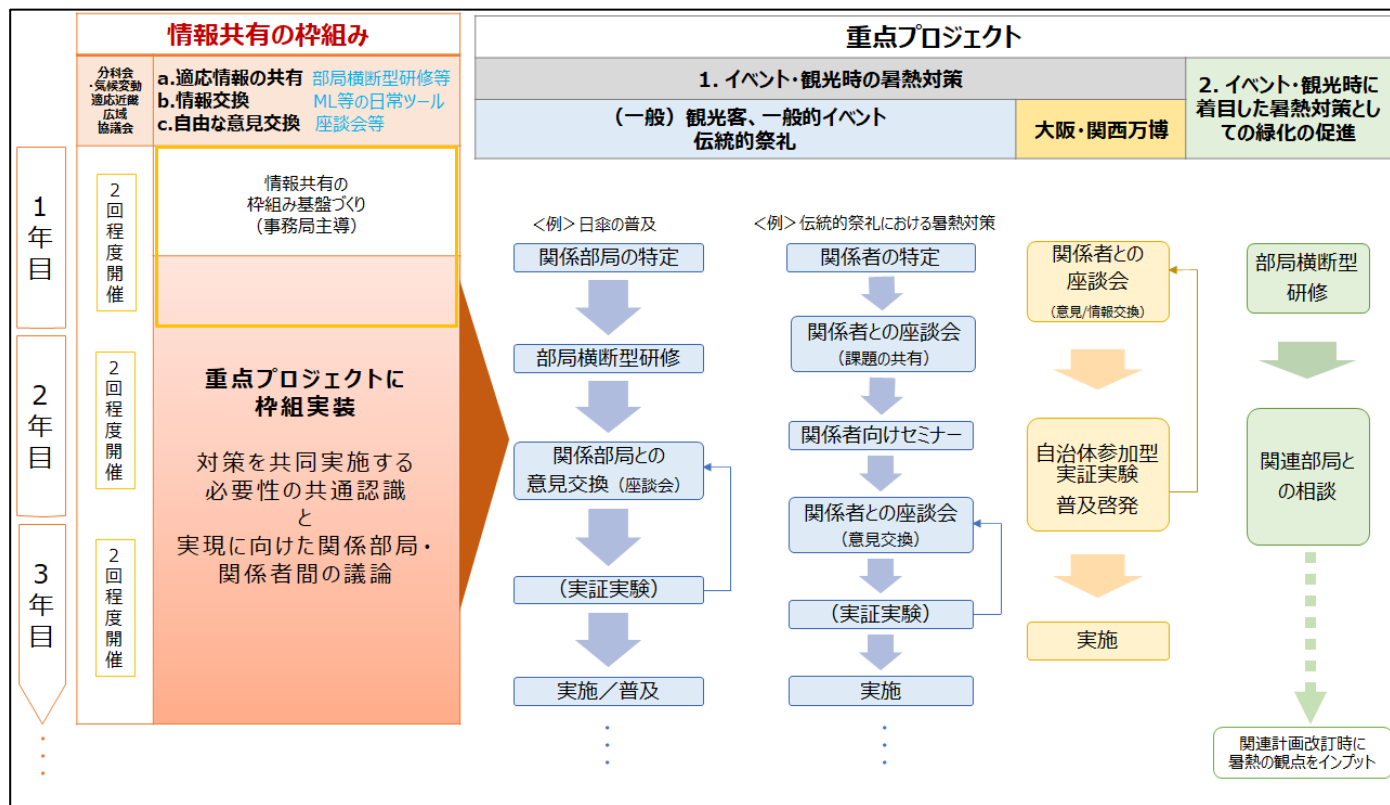 情報共有の枠組み
重点プロジェクト
分科会
・気候変動
適応近畿
広域
協議会
a.適応情報の共有 部局横断型研修等
b.情報交換 ML等の日常ツール
c.自由な意見交換 座談会等
1. イベント・観光時の暑熱対策
(一般)観光客、一般的イベント
伝統的祭礼
大阪・関西万博
2. イベント・観光時に
着目した暑熱対策とし
ての緑化の促進
1年目
2年目
3年目
・・・
2回程度開催
2回程度開催
2回程度開催
情報共有の
枠組み基盤づくり
(事務局主導)
重点プロジェクトに
枠組実装
対策を共同実施する
必要性の共通認識
と
実現に向けた関係部局・
関係者間の議論
<例>日傘の普及
関係部局の特定
部局横断型研修
関係部局との
意見交換(座談会)
(実証実験)
実施/普及
・・・
<例>伝統的祭礼における暑熱対策
関係者の特定
関係者との座談会
(課題の共有)
関係者向けセミナー
関係者との座談会
(意見交換)
(実証実験)
実施
・・・
関係者との
座談会
(意見/情報交換)
自治体参加型
実証実験
普及啓発
実施
部局横断型
研修
関連部局と
の相談
関連計画改訂時に
暑熱の観点をインプット